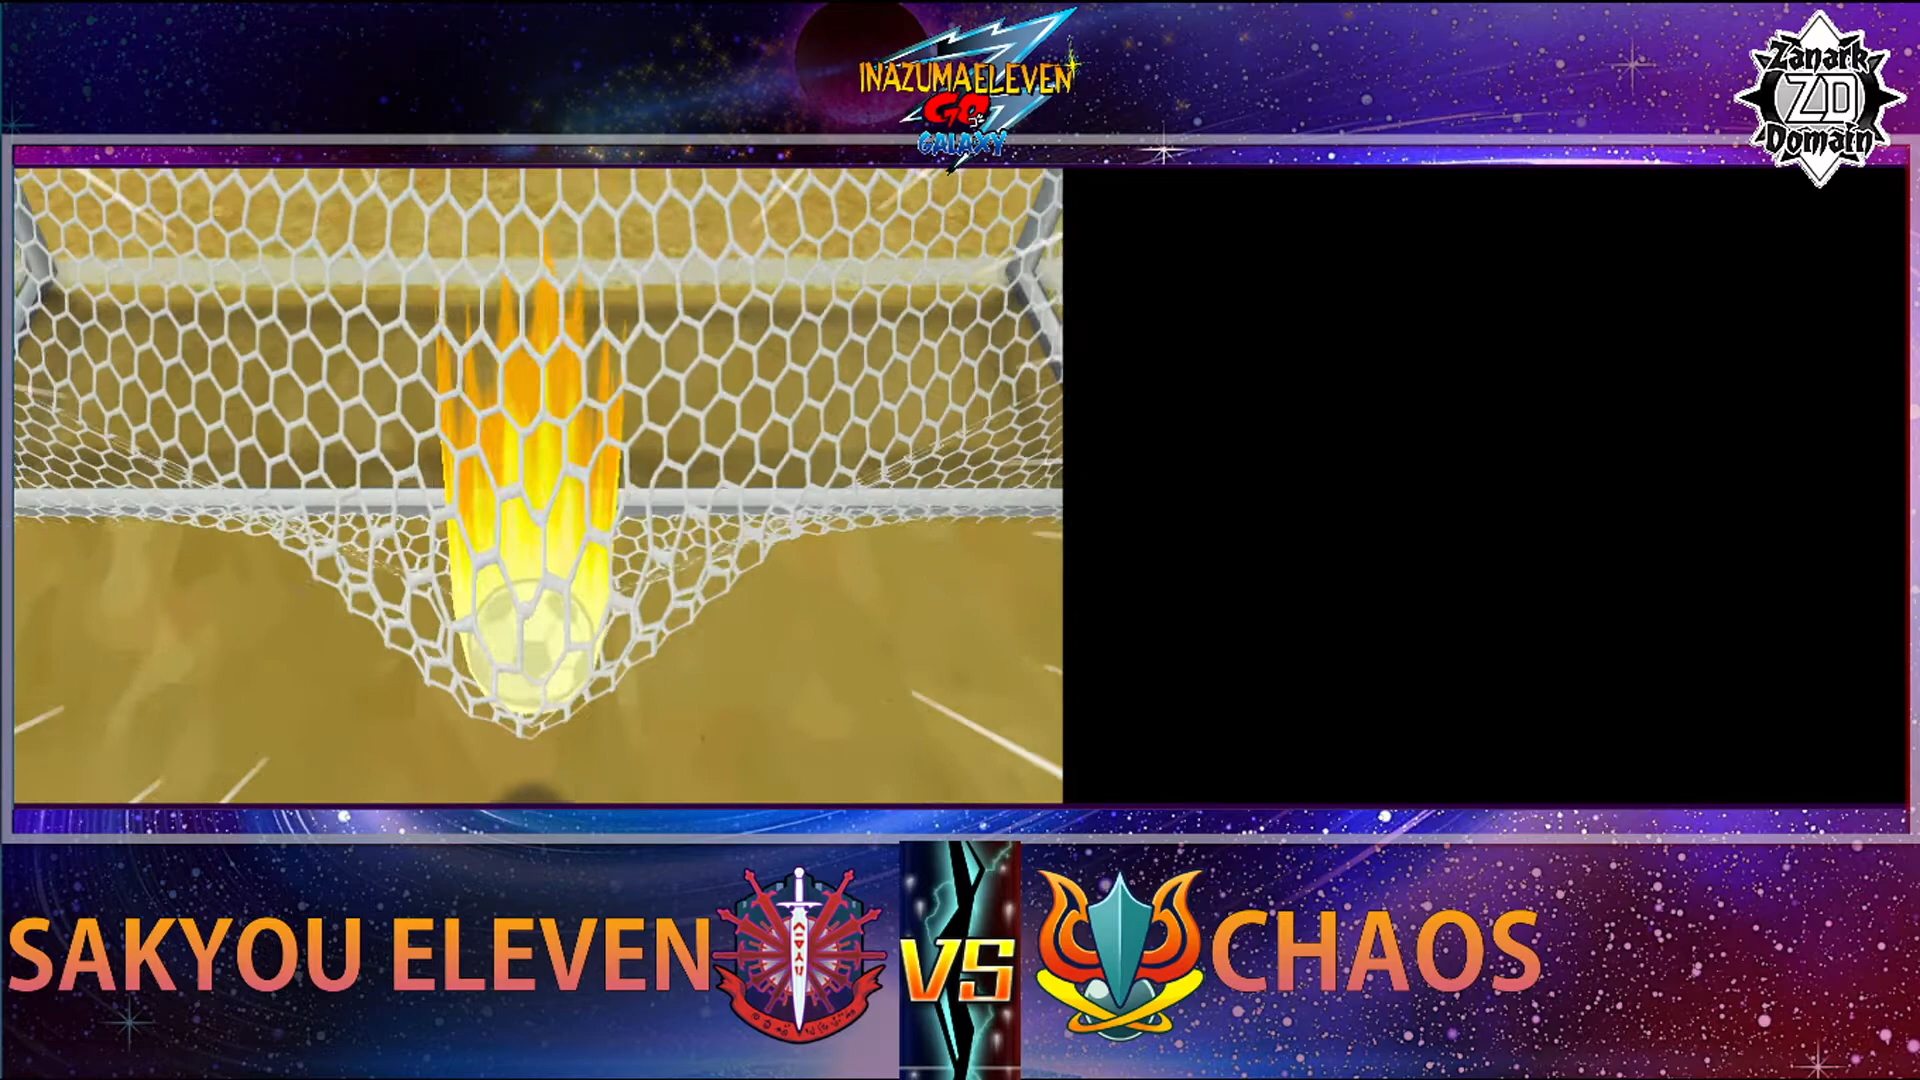 INAZUMA ELEVEN
GO
GALAXY
Zanark
ZD
Domain
SAKYOU ELEVEN
VS
CHAOS